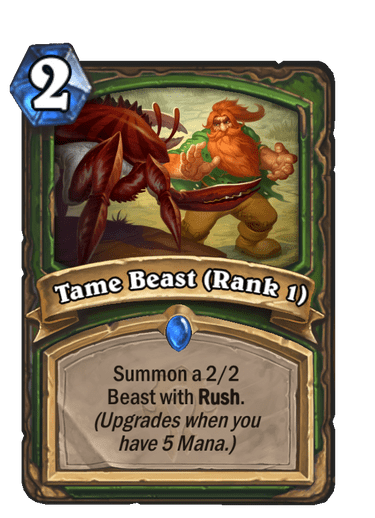 2
Tame Beast (Rank 1)
Summon a 2/2
Beast with Rush.
(Upgrades when you
have 5 Mana.)